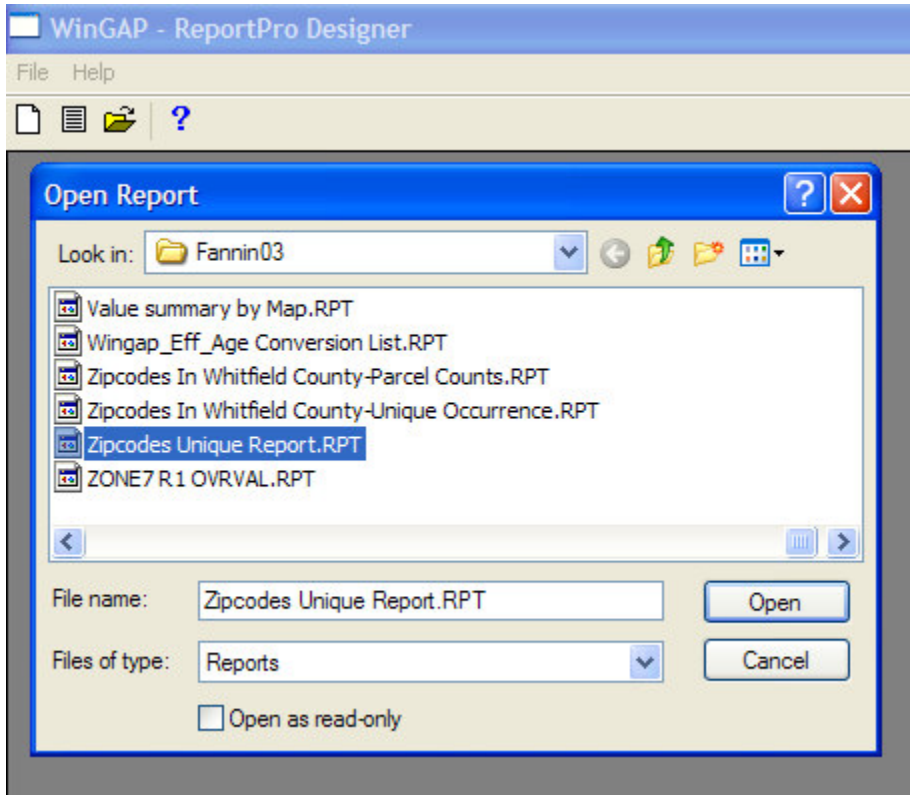 WinGAP - ReportPro Designer
File Help
?
Open Report
?
Look in: Fannin03
Value summary by Map.RPT
Wingap_Eff_Age Conversion List.RPT
Zipcodes In Whitfield County-Parcel Counts.RPT
Zipcodes In Whitfield County-Unique Occurrence.RPT
Zipcodes Unique Report.RPT
ZONE7 R1 OVRVAL.RPT
File name: Zipcodes Unique Report.RPT Open
Files of type: Reports Cancel
Open as read-only